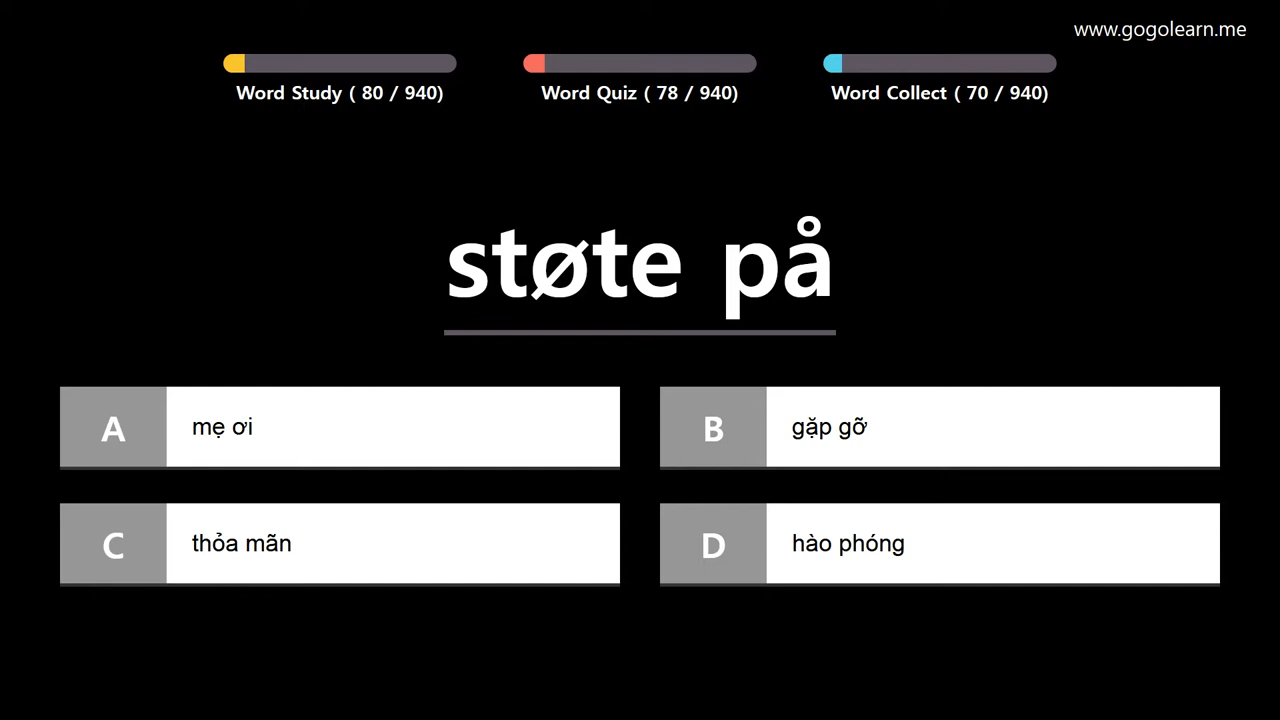 www.gogolearn.me
Word Study ( 80 / 940)
Word Quiz ( 78 / 940)
Word Collect ( 70 / 940)
støte på
A mẹ ơi
B gặp gỡ
C thỏa mãn
D hào phóng